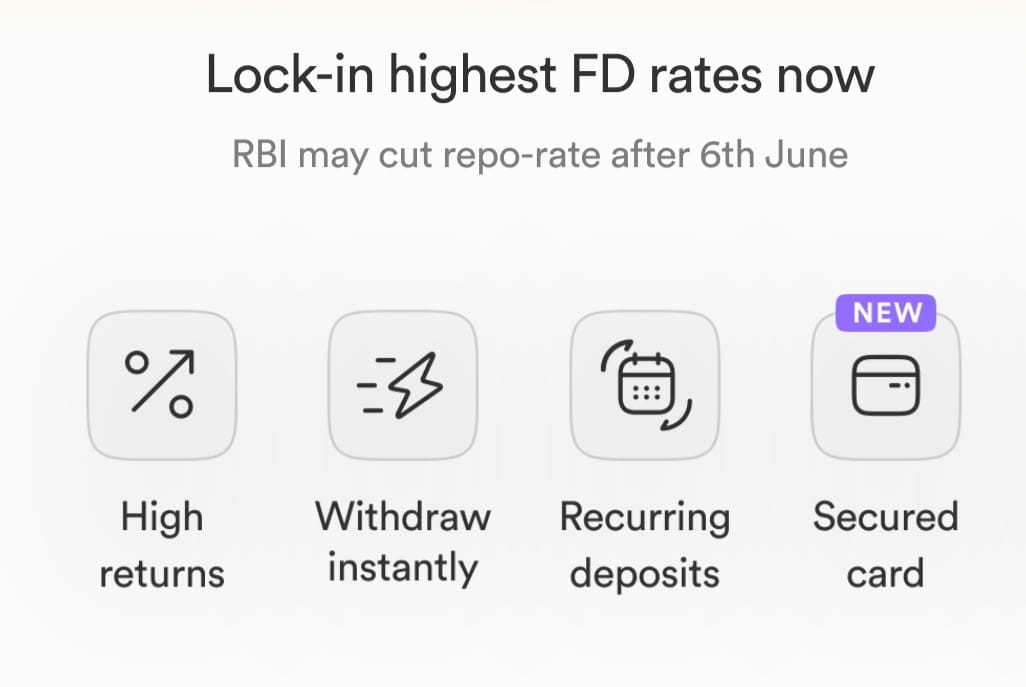 Lock-in highest FD rates now
RBI may cut repo-rate after 6th June
NEW
High
returns
Withdraw
instantly
Recurring
deposits
Secured
card